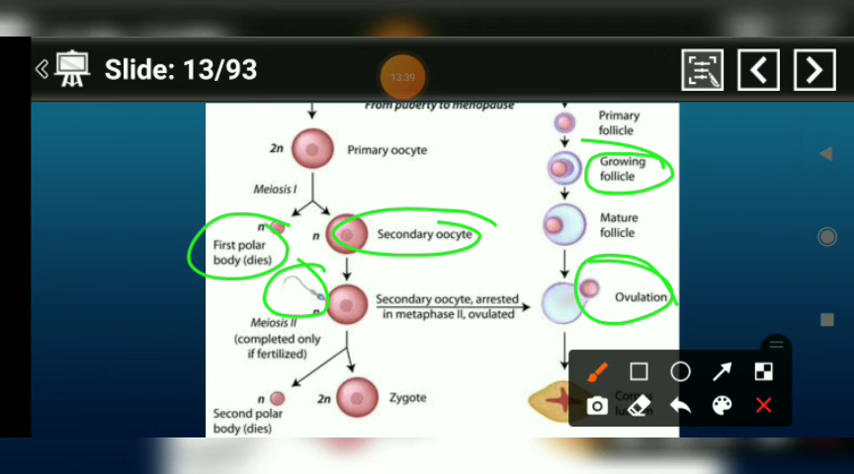 Slide: 13/93
13:39
From puberty to menopause
Primary
follicle
2n
Primary oocyte
Growing
follicle
Meiosis I
n
First polar
body (dies)
n
Secondary oocyte
Mature
follicle
Secondary oocyte, arrested
in metaphase II, ovulated
Ovulation
Meiosis II
(completed only
if fertilized)
n
Second polar
body (dies)
2n
Zygote